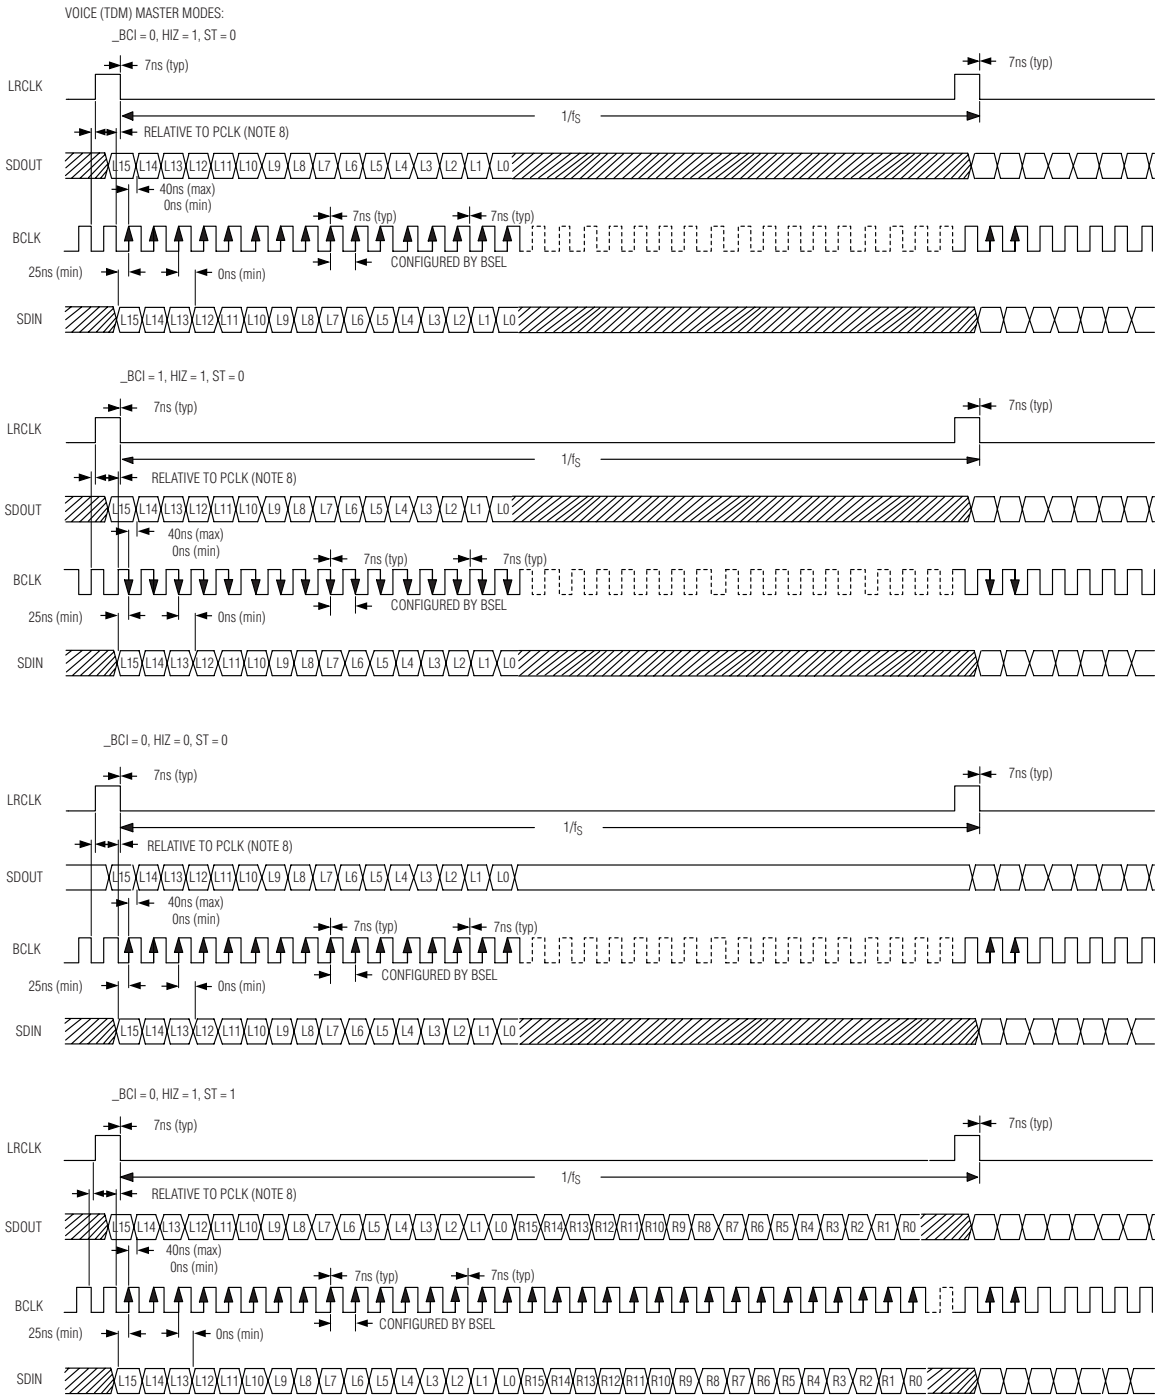 VOICE (TDM) MASTER MODES:
_BCI = 0, HIZ = 1, ST = 0
7ns (typ) 7ns (typ)
LRCLK
1/fS
RELATIVE TO PCLK (NOTE 8)
SDOUT L15 L14 L13 L12 L11 L10 L9 L8 L7 L6 L5 L4 L3 L2 L1 L0
40ns (max)
0ns (min)
7ns (typ) 7ns (typ)
BCLK
CONFIGURED BY BSEL
25ns (min) 0ns (min)
SDIN L15 L14 L13 L12 L11 L10 L9 L8 L7 L6 L5 L4 L3 L2 L1 L0
_BCI = 1, HIZ = 1, ST = 0
7ns (typ) 7ns (typ)
LRCLK
1/fS
RELATIVE TO PCLK (NOTE 8)
SDOUT L15 L14 L13 L12 L11 L10 L9 L8 L7 L6 L5 L4 L3 L2 L1 L0
40ns (max)
0ns (min)
7ns (typ) 7ns (typ)
BCLK
CONFIGURED BY BSEL
25ns (min) 0ns (min)
SDIN L15 L14 L13 L12 L11 L10 L9 L8 L7 L6 L5 L4 L3 L2 L1 L0
_BCI = 0, HIZ = 0, ST = 0
7ns (typ) 7ns (typ)
LRCLK
1/fS
RELATIVE TO PCLK (NOTE 8)
SDOUT L15 L14 L13 L12 L11 L10 L9 L8 L7 L6 L5 L4 L3 L2 L1 L0
40ns (max)
0ns (min)
7ns (typ) 7ns (typ)
BCLK
CONFIGURED BY BSEL
25ns (min) 0ns (min)
SDIN L15 L14 L13 L12 L11 L10 L9 L8 L7 L6 L5 L4 L3 L2 L1 L0
_BCI = 0, HIZ = 1, ST = 1
7ns (typ) 7ns (typ)
LRCLK
1/fS
RELATIVE TO PCLK (NOTE 8)
SDOUT L15 L14 L13 L12 L11 L10 L9 L8 L7 L6 L5 L4 L3 L2 L1 L0 R15 R14 R13 R12 R11 R10 R9 R8 R7 R6 R5 R4 R3 R2 R1 R0
40ns (max)
0ns (min)
7ns (typ) 7ns (typ)
BCLK
CONFIGURED BY BSEL
25ns (min) 0ns (min)
SDIN L15 L14 L13 L12 L11 L10 L9 L8 L7 L6 L5 L4 L3 L2 L1 L0 R15 R14 R13 R12 R11 R10 R9 R8 R7 R6 R5 R4 R3 R2 R1 R0